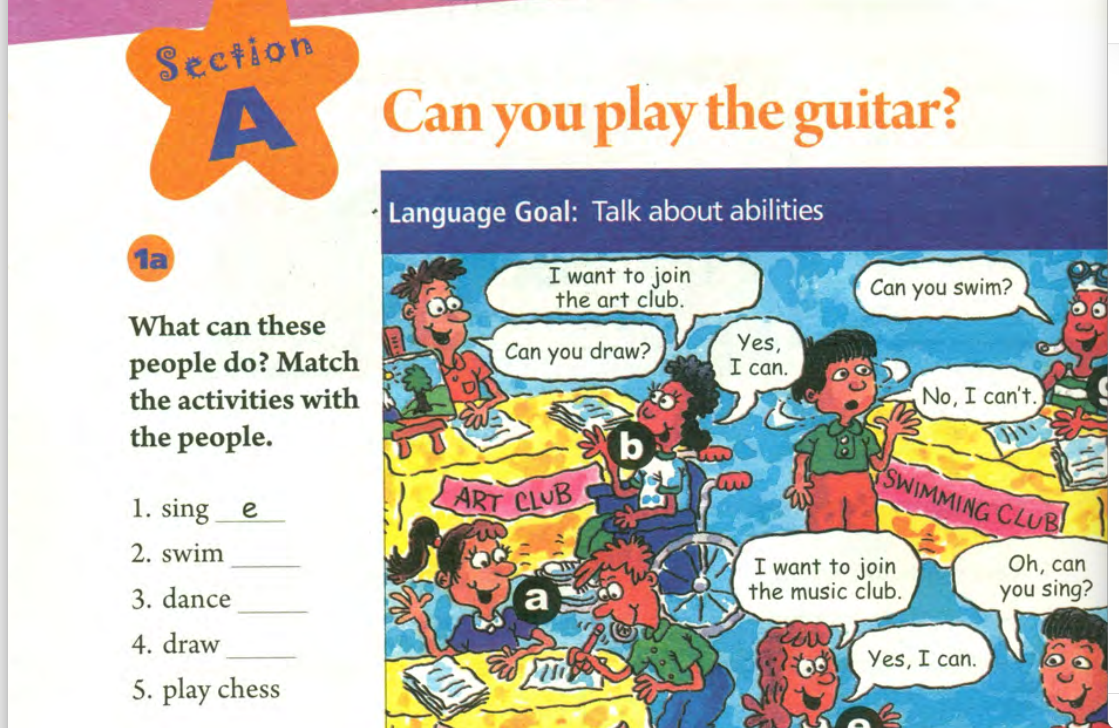 Section
A
Can you play the guitar?
Language Goal: Talk about abilities
1a
What can these
people do? Match
the activities with
the people.
1. sing e
2. swim
3. dance
4. draw
5. play chess
I want to join
the art club.
Can you draw?
Yes,
I can.
Can you swim?
No, I can't.
b
ART CLUB
SWIMMING CLUB
a
I want to join
the music club.
Oh, can
you sing?
Yes, I can.